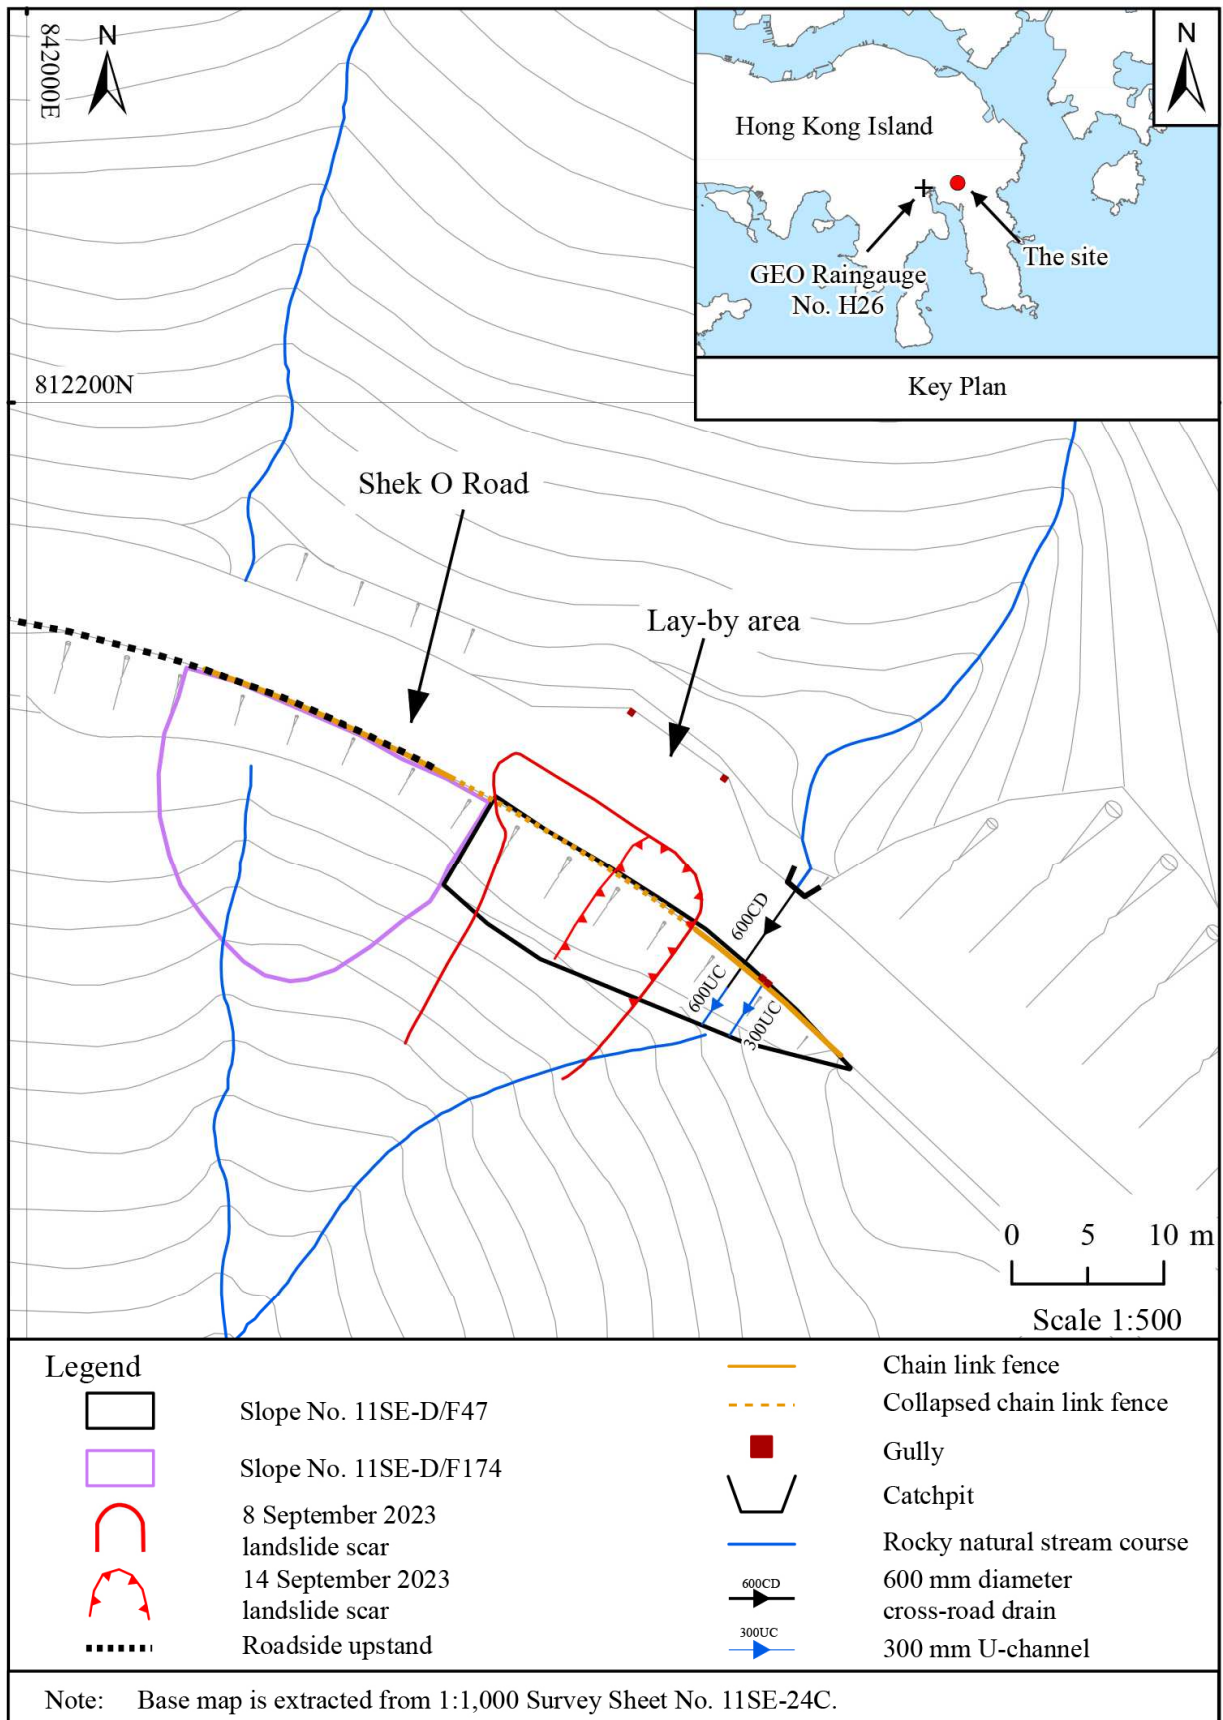 842000E
N
N
Hong Kong Island
The site
GEO Raingauge
No. H26
812200N
Key Plan
Shek O Road
Lay-by area
600CD
600UC
300UC
0 5 10 m
Scale 1:500
Legend
Slope No. 11SE-D/F47
Slope No. 11SE-D/F174
8 September 2023
landslide scar
14 September 2023
landslide scar
Roadside upstand
Chain link fence
Collapsed chain link fence
Gully
Catchpit
Rocky natural stream course
600CD
600 mm diameter
cross-road drain
300UC
300 mm U-channel
Note: Base map is extracted from 1:1,000 Survey Sheet No. 11SE-24C.